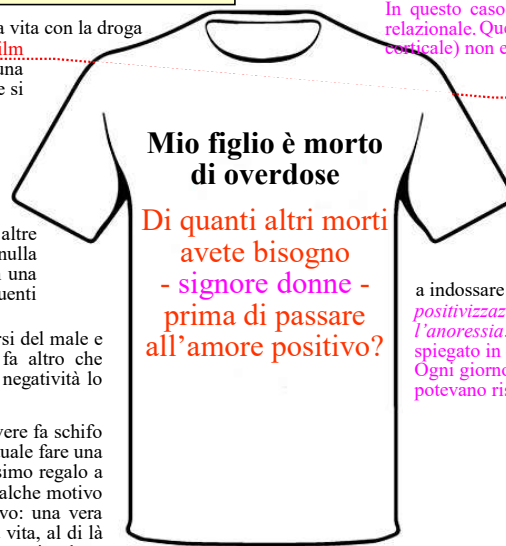 a vita con la droga
ilm
una
e si
altre
nulla
una
uenti
rsi del male e
fa altro che
negatività lo
vere fa schifo
uale fare una
simo regalo a
alche motivo
vo: una vera
vita, al di là
Mio figlio è morto
di overdose
Di quanti altri morti
avete bisogno
- signore donne -
prima di passare
all'amore positivo?
In questo caso
relazionale. Que
corticale) non e
a indossare
positivizzaz
l'anoressia
spiegato in
Ogni giorno
potevano ris